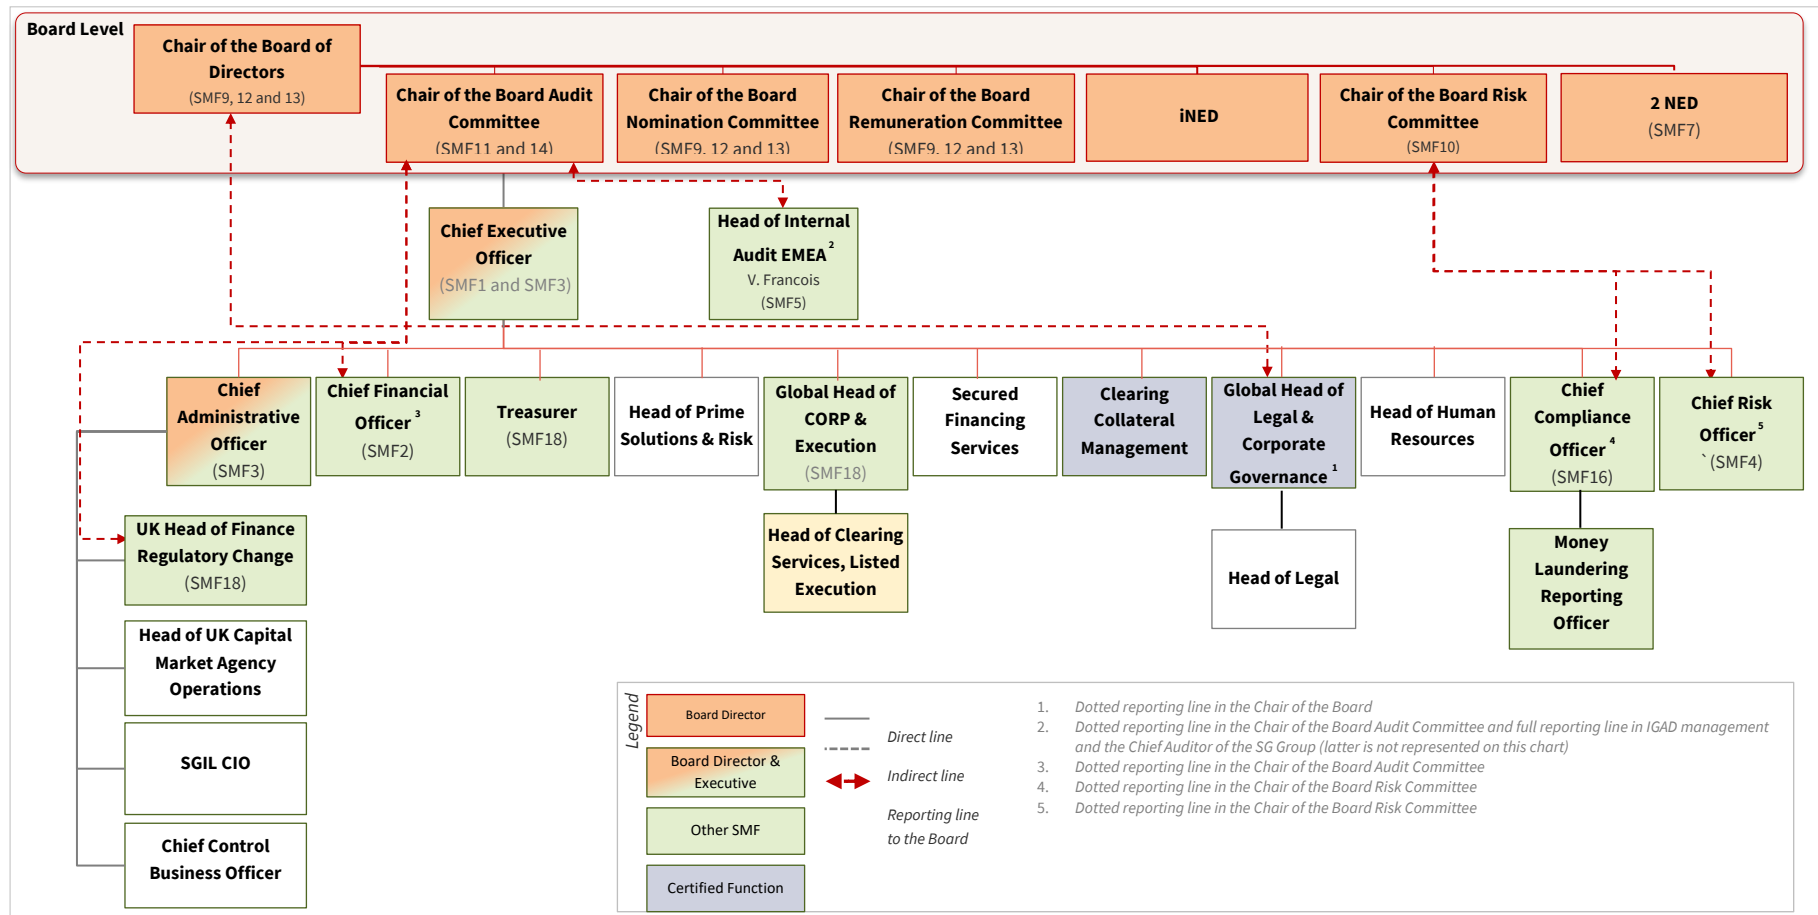 Board Level
Chair of the Board of
Directors
(SMF9, 12 and 13)
Chair of the Board Audit
Committee
(SMF11 and 14)
Chair of the Board
Nomination Committee
(SMF9, 12 and 13)
Chair of the Board
Remuneration Committee
(SMF9, 12 and 13)
iNED
Chair of the Board Risk
Committee
(SMF10)
2 NED
(SMF7)
Chief Executive
Officer
(SMF1 and SMF3)
Head of Internal
Audit EMEA 2
V. Francois
(SMF5)
Chief
Administrative
Officer
(SMF3)
Chief Financial
Officer 3
(SMF2)
Treasurer
(SMF18)
Head of Prime
Solutions & Risk
Global Head of
CORP &
Execution
(SMF18)
Secured
Financing
Services
Clearing
Collateral
Management
Global Head of
Legal &
Corporate
Governance 1
Head of Human
Resources
Chief
Compliance
Officer 4
(SMF16)
Chief Risk
Officer 5
`(SMF4)
UK Head of Finance
Regulatory Change
(SMF18)
Head of Clearing
Services, Listed
Execution
Head of Legal
Money
Laundering
Reporting
Officer
Head of UK Capital
Market Agency
Operations
SGIL CIO
Chief Control
Business Officer
Legend
Board Director
Board Director &
Executive
Other SMF
Certified Function
Direct line
Indirect line
Reporting line
to the Board
1. Dotted reporting line in the Chair of the Board
2. Dotted reporting line in the Chair of the Board Audit Committee and full reporting line in IGAD management
and the Chief Auditor of the SG Group (latter is not represented on this chart)
3. Dotted reporting line in the Chair of the Board Audit Committee
4. Dotted reporting line in the Chair of the Board Risk Committee
5. Dotted reporting line in the Chair of the Board Risk Committee